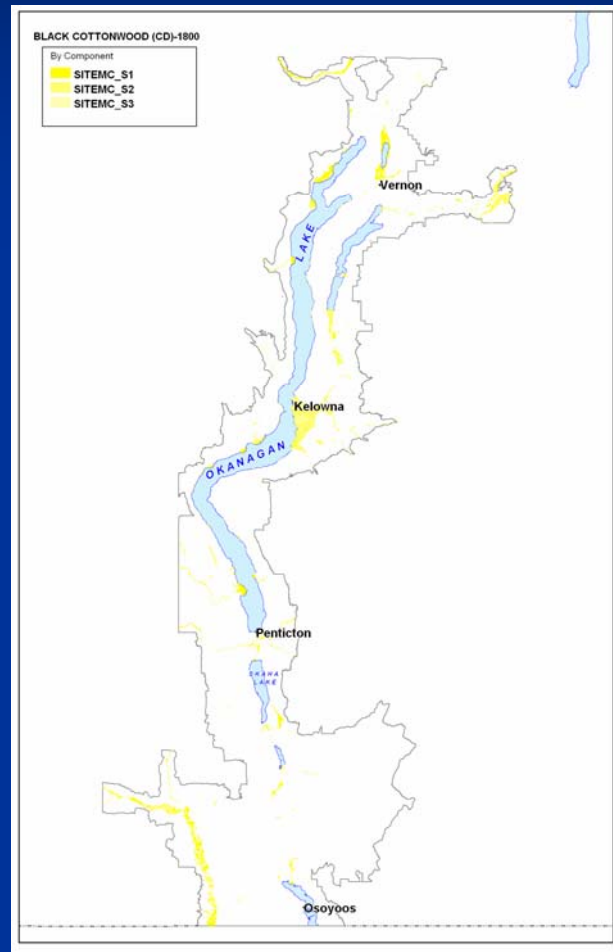 BLACK COTTONWOOD (CD)-1800
By Component
SITEMC_S1
SITEMC_S2
SITEMC_S3
Vernon
LAKE
Kelowna
OKANAGAN
Penticton
SKAHA
LAKE
Osoyoos